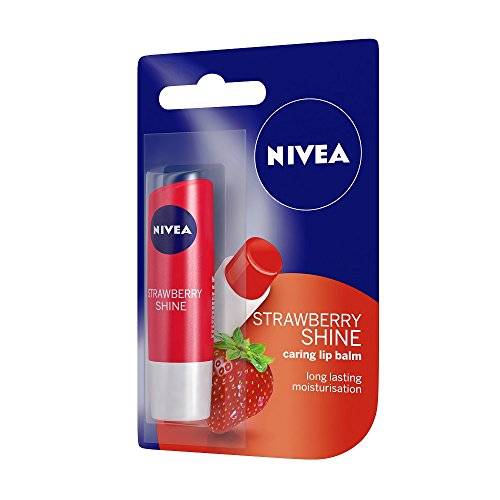 NIVEA
NIVEA
STRAWBERRY
SHINE
STRAWBERRY
SHINE
caring lip balm
long lasting
moisturisation